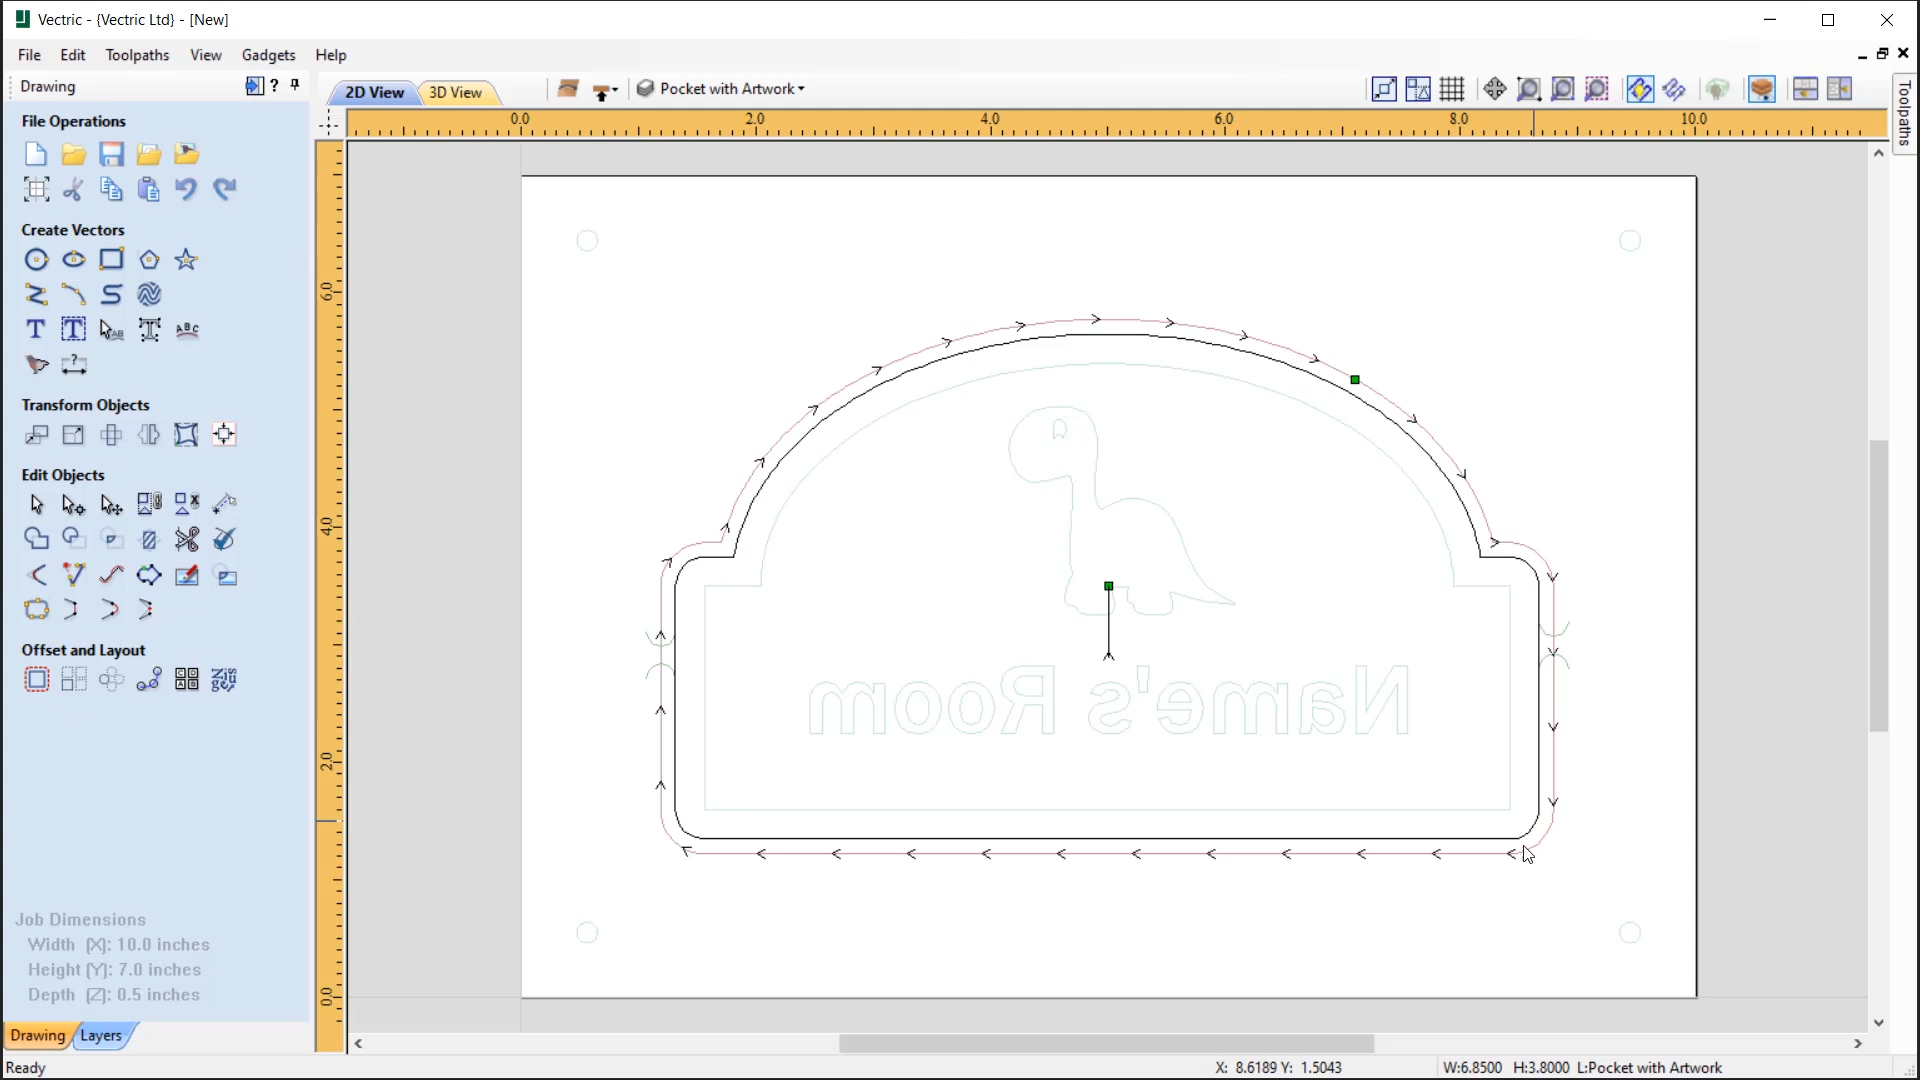 Vectric - {Vectric Ltd} - [New]
File Edit Toolpaths View Gadgets Help
Drawing
2D View 3D View Pocket with Artwork
Toolpaths
File Operations
Create Vectors
Transform Objects
Edit Objects
Offset and Layout
0.0 2.0 4.0 6.0 8.0 10.0
6.0
4.0
2.0
0.0
Name's Room
Job Dimensions
Width (X): 10.0 inches
Height (Y): 7.0 inches
Depth (Z): 0.5 inches
Drawing Layers
Ready
X: 8.6189 Y: 1.5043
W:6.8500 H:3.8000 L:Pocket with Artwork